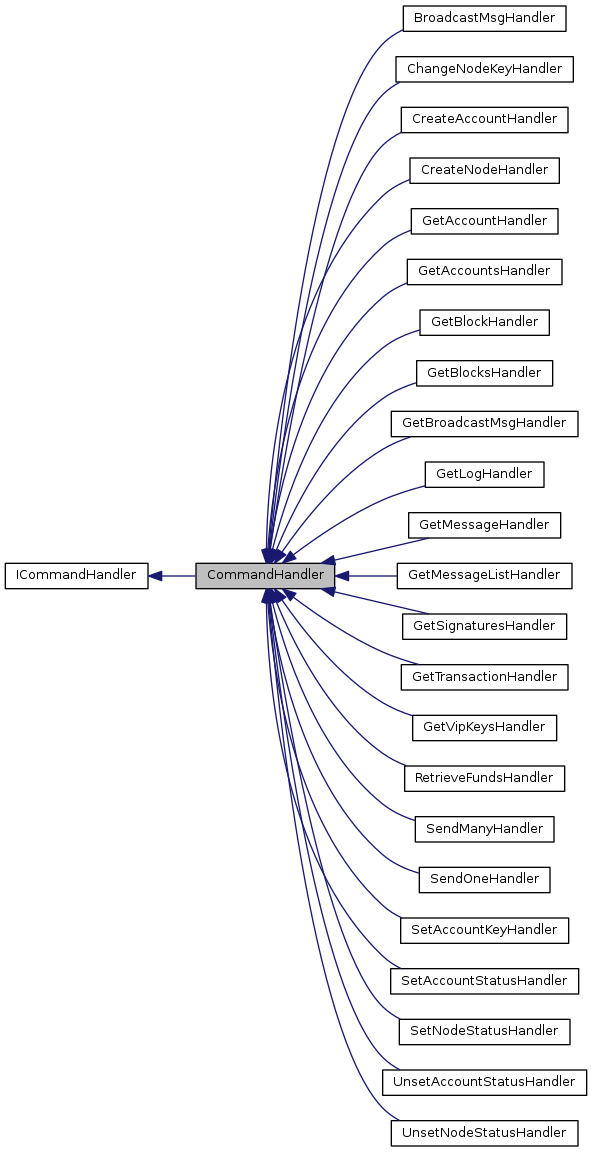 BroadcastMsgHandler
ChangeNodeKeyHandler
CreateAccountHandler
CreateNodeHandler
GetAccountHandler
GetAccountsHandler
GetBlockHandler
GetBlocksHandler
GetBroadcastMsgHandler
GetLogHandler
GetMessageHandler
ICommandHandler
CommandHandler
GetMessageListHandler
GetSignaturesHandler
GetTransactionHandler
GetVipKeysHandler
RetrieveFundsHandler
SendManyHandler
SendOneHandler
SetAccountKeyHandler
SetAccountStatusHandler
SetNodeStatusHandler
UnsetAccountStatusHandler
UnsetNodeStatusHandler